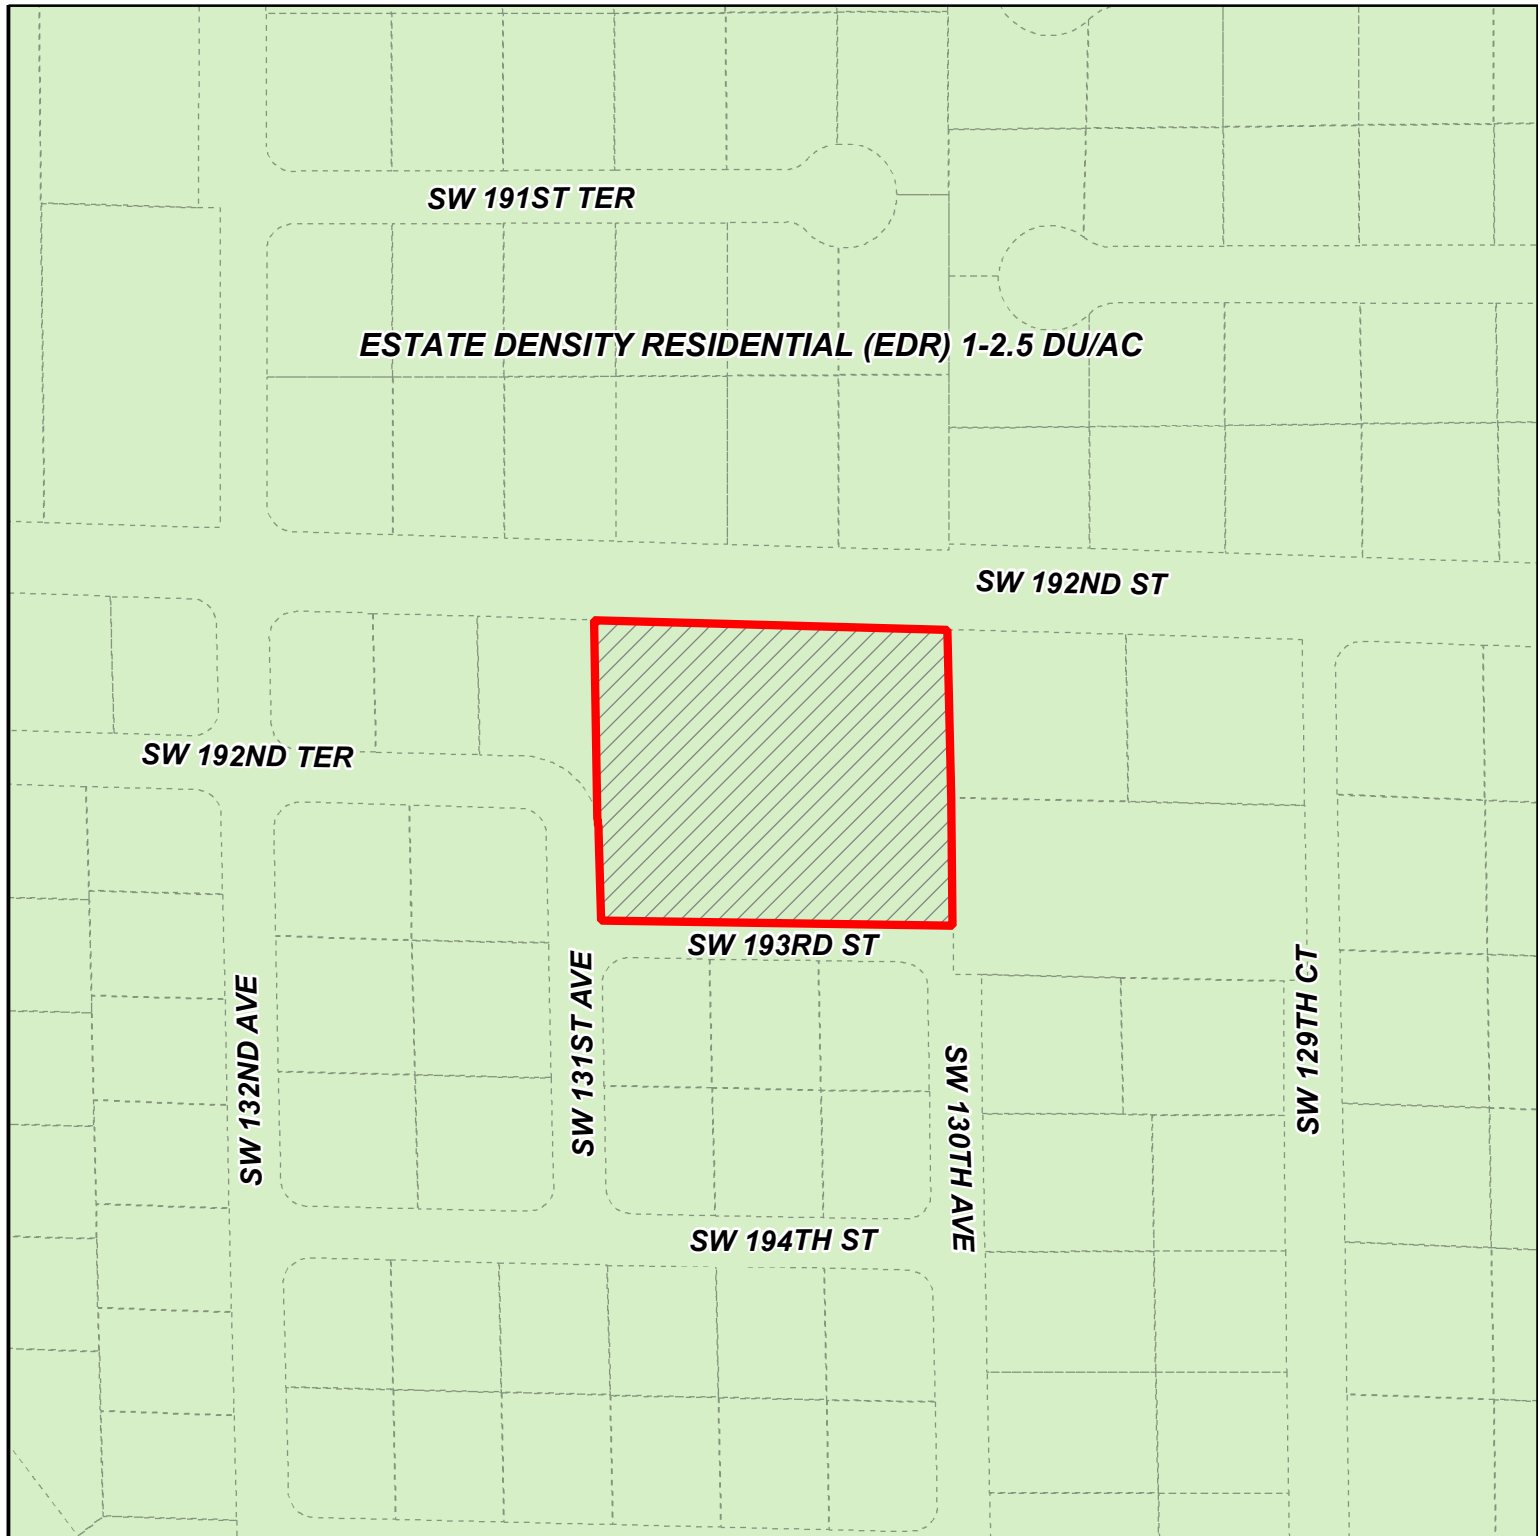 SW 191ST TER
ESTATE DENSITY RESIDENTIAL (EDR) 1-2.5 DU/AC
SW 192ND ST
SW 192ND TER
SW 193RD ST
SW 132ND AVE
SW 131ST AVE
SW 130TH AVE
SW 129TH CT
SW 194TH ST